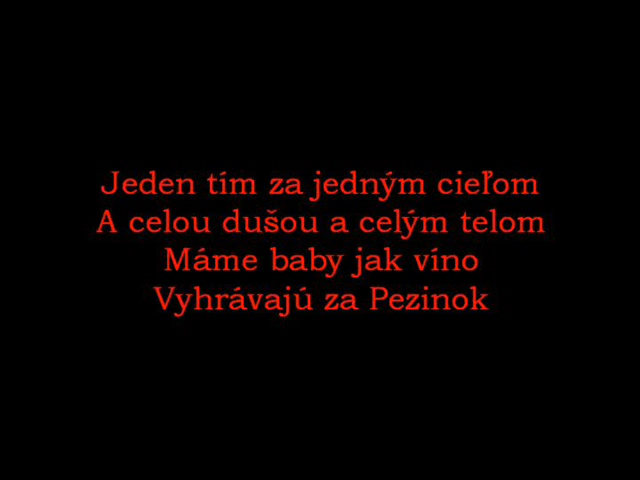 Jeden tím za jedným cieľom
A celou dušou a celým telom
Máme baby jak víno
Vyhrávajú za Pezinok